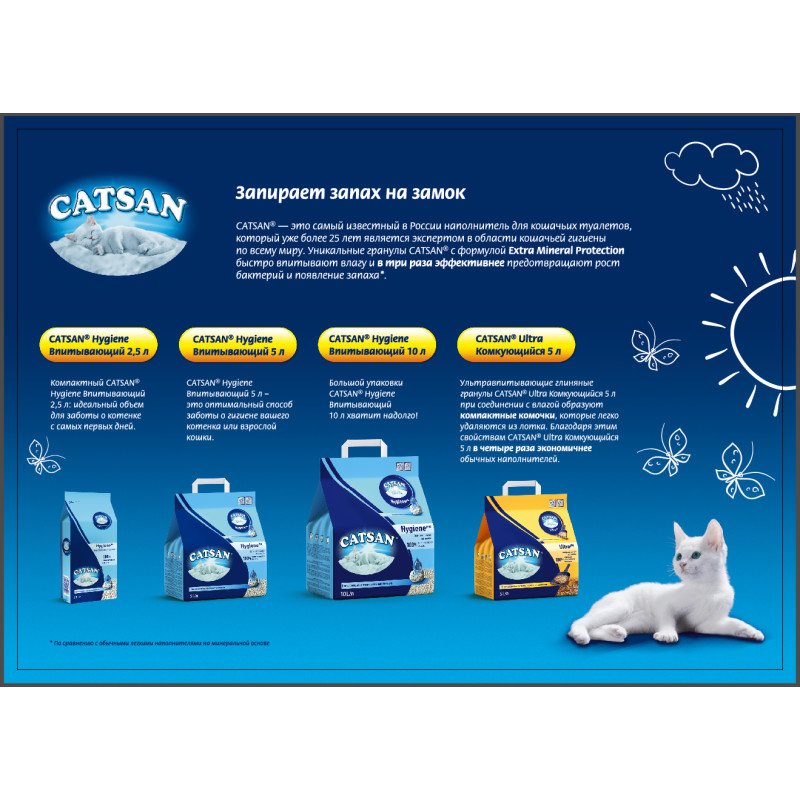 CATSAN
Запирает запах на замок
CATSAN® — это самый известный в России наполнитель для кошачьих туалетов,
который уже более 25 лет является экспертом в области кошачьей гигиены
по всему миру. Уникальные гранулы CATSAN® с формулой Extra Mineral Protection
быстро впитывают влагу и в три раза эффективнее предотвращают рост
бактерий и появление запаха*.
CATSAN® Hygiene
Впитывающий 2,5 л
Компактный CATSAN®
Hygiene Впитывающий
2,5 л: идеальный объем
для заботы о котенке
с самых первых дней.
CATSAN® Hygiene
Впитывающий 5 л
CATSAN® Hygiene
Впитывающий 5 л –
это оптимальный способ
заботы о гигиене вашего
котенка или взрослой
кошки.
CATSAN® Hygiene
Впитывающий 10 л
Большой упаковки
CATSAN® Hygiene
Впитывающий
10 л хватит надолго!
CATSAN® Ultra
Комкующийся 5 л
Ультравпитывающие глиняные
гранулы CATSAN® Ultra Комкующийся 5 л
при соединении с влагой образуют
компактные комочки, которые легко
удаляются из лотка. Благодаря этим
свойствам CATSAN® Ultra Комкующийся
5 л в четыре раза экономичнее
обычных наполнителей.
CATSAN
Hygiene
CATSAN
Hygiene
CATSAN
Hygiene
100%
10L/л
CATSAN
Ultra
5L/л
* По сравнению с обычными легкими наполнителями на минеральной основе